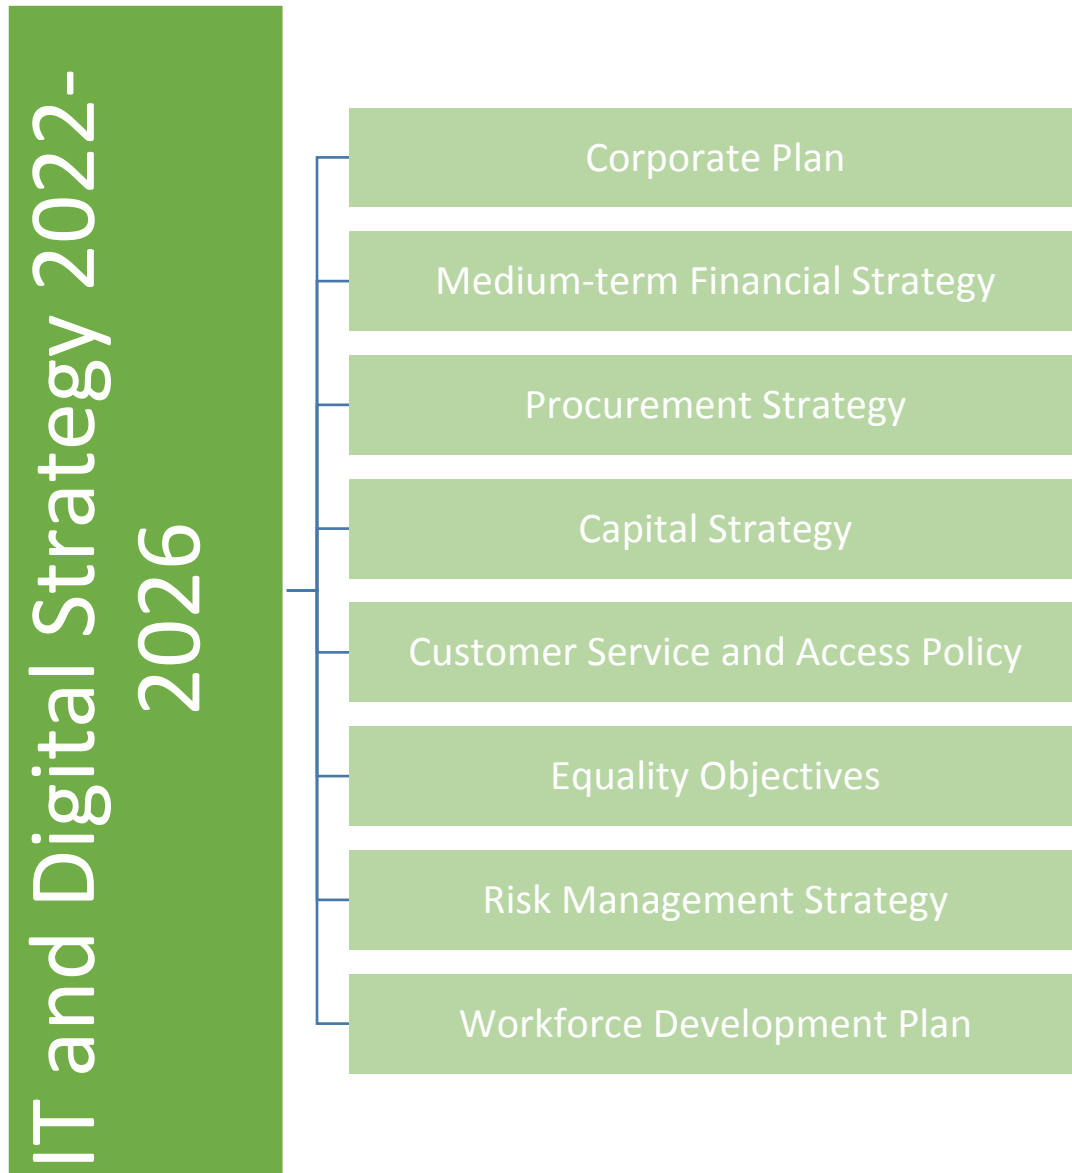 IT and Digital Strategy 2022-
2026
Corporate Plan
Medium-term Financial Strategy
Procurement Strategy
Capital Strategy
Customer Service and Access Policy
Equality Objectives
Risk Management Strategy
Workforce Development Plan